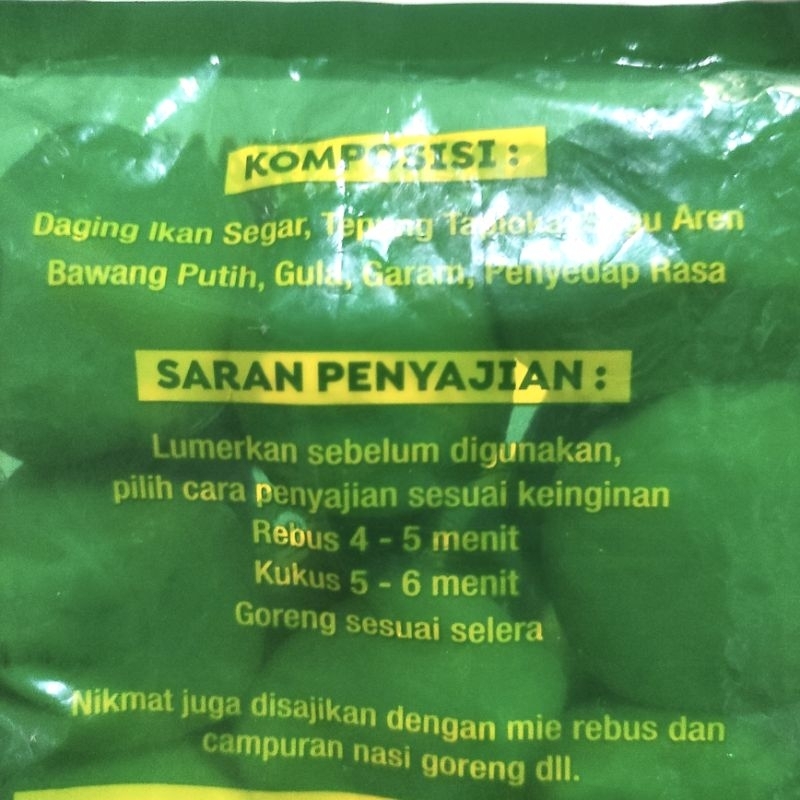 KOMPOSISI :
Daging Ikan Segar, Tepung Tapioka, Sagu Aren
Bawang Putih, Gula, Garam, Penyedap Rasa
SARAN PENYAJIAN :
Lumerkan sebelum digunakan,
pilih cara penyajian sesuai keinginan
Rebus 4 - 5 menit
Kukus 5 - 6 menit
Goreng sesuai selera
Nikmat juga disajikan dengan mie rebus dan
campuran nasi goreng dll.